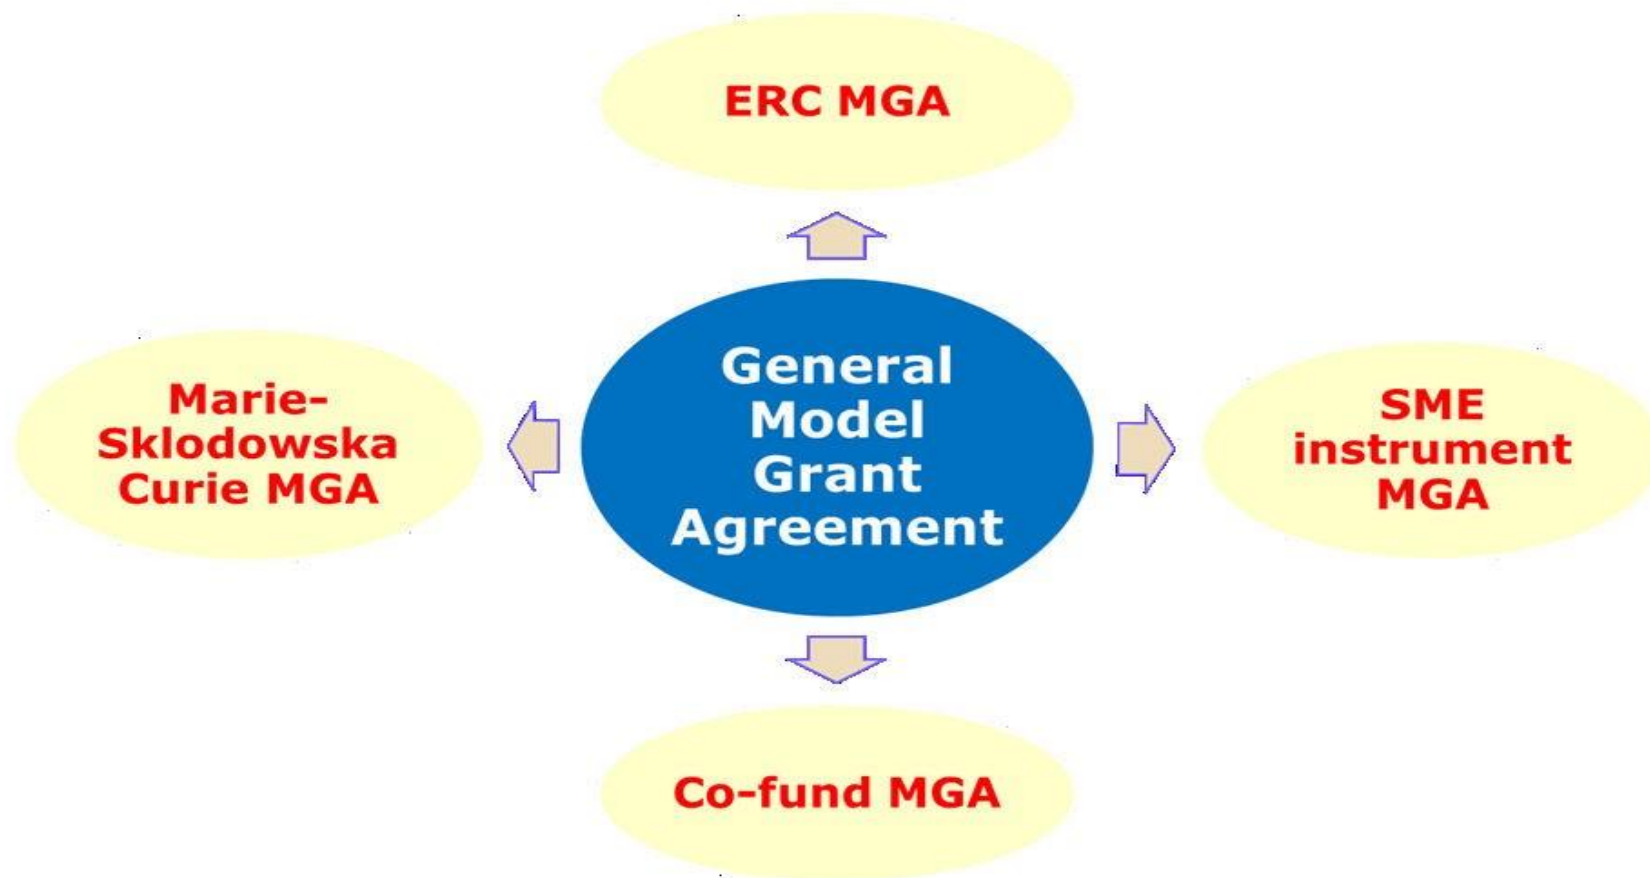 ERC MGA
General
Model
Grant
Agreement
Marie-
Sklodowska
Curie MGA
SME
instrument
MGA
Co-fund MGA